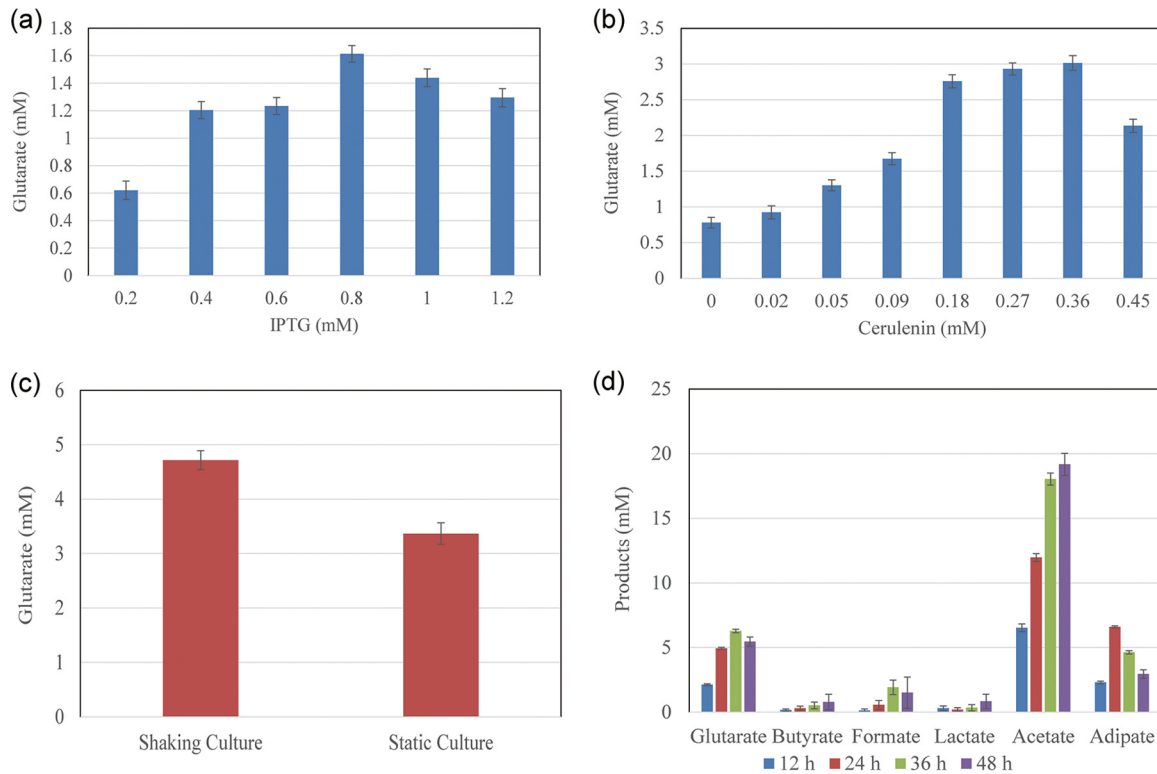 (a)
1.8
1.6
1.4
1.2
1
0.8
0.6
0.4
0.2
0
Glutarate (mM)
0.2 0.4 0.6 0.8 1 1.2
IPTG (mM)
(b)
3.5
3
2.5
2
1.5
1
0.5
0
Glutarate (mM)
0 0.02 0.05 0.09 0.18 0.27 0.36 0.45
Cerulenin (mM)
(c)
6
5
4
3
2
1
0
Glutarate (mM)
Shaking Culture Static Culture
(d)
25
20
15
10
5
0
Products (mM)
Glutarate Butyrate Formate Lactate Acetate Adipate
12 h 24 h 36 h 48 h